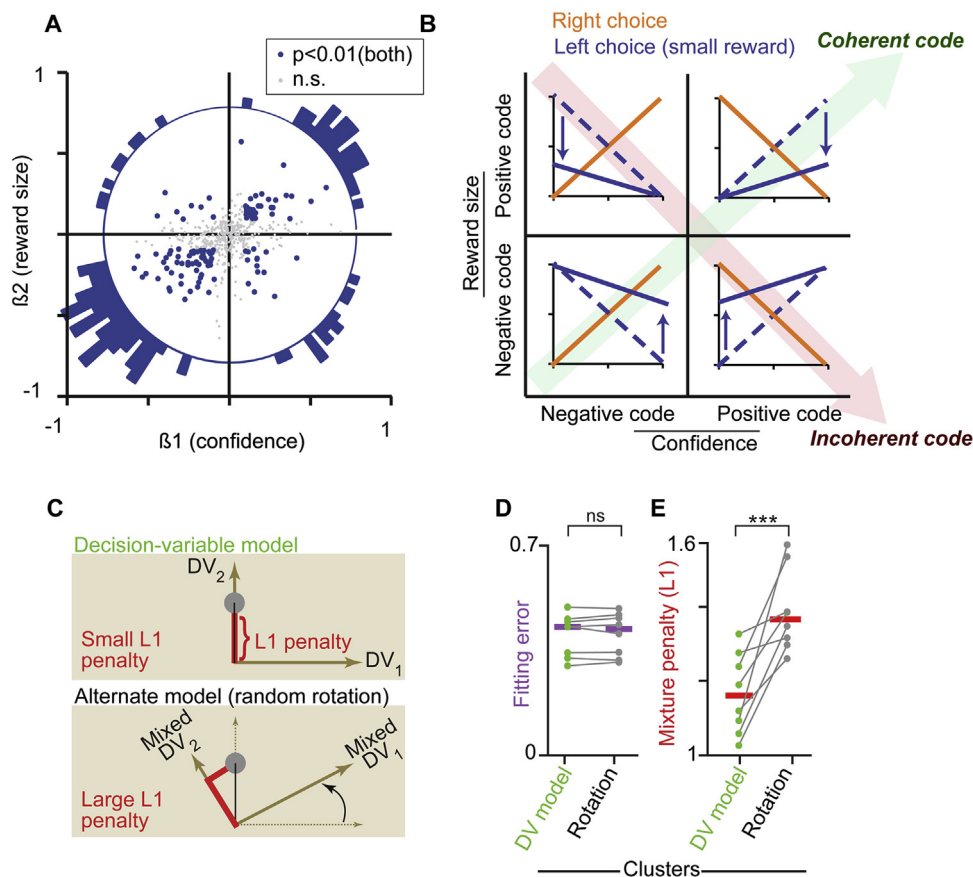 A
p<0.01(both)
n.s.
1
ß2 (reward size)
-1
-1
ß1 (confidence)
1
B
Right choice
Left choice (small reward)
Coherent code
Reward size
Positive code
Negative code
Negative code
Positive code
Confidence
Incoherent code
C
Decision-variable model
DV2
Small L1
penalty
L1 penalty
DV1
Alternate model (random rotation)
Mixed
DV2
Mixed
DV1
Large L1
penalty
D
ns
0.7
Fitting error
0
DV model
Rotation
E
***
1.6
Mixture penalty (L1)
1
DV model
Rotation
Clusters